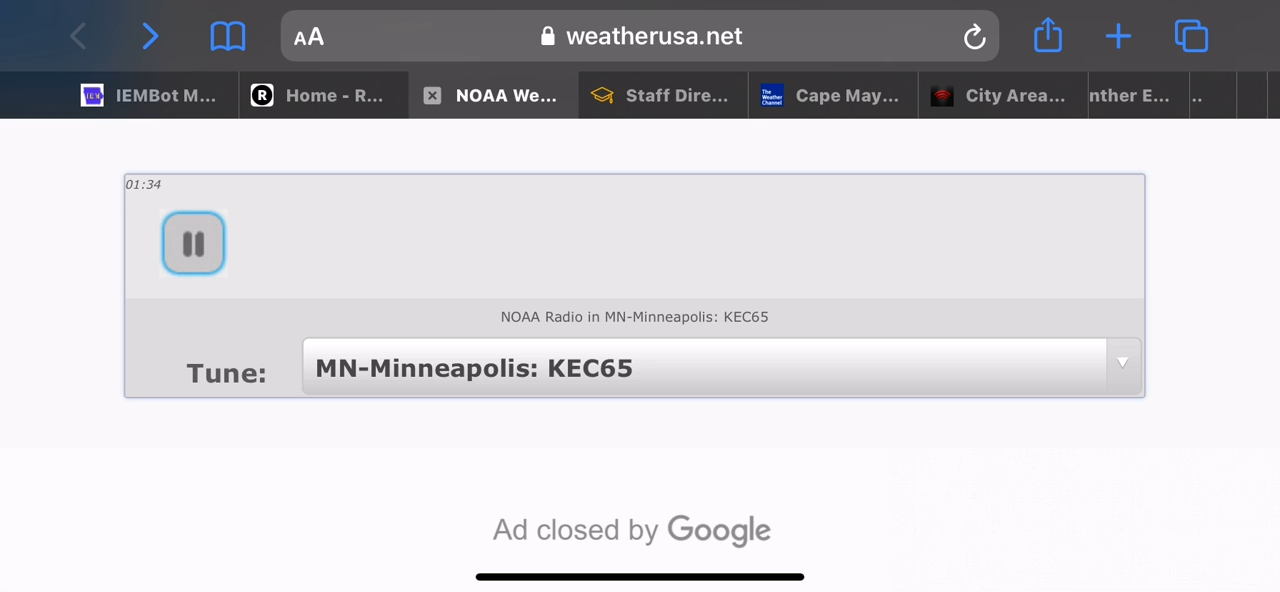 AA weatherusa.net
IEMBot M... Home - R... NOAA We... Staff Dire... Cape May... City Area... nther E... ..
01:34
NOAA Radio in MN-Minneapolis: KEC65
Tune: MN-Minneapolis: KEC65
Ad closed by Google